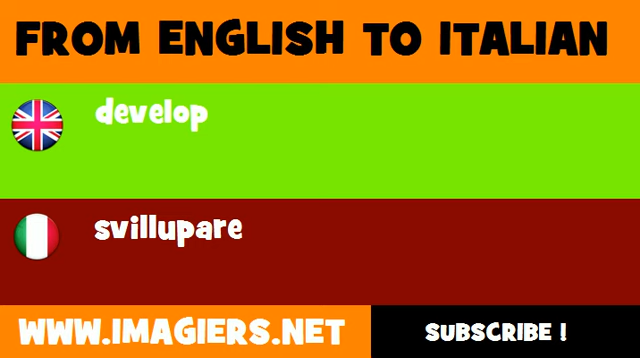 FROM ENGLISH TO ITALIAN
develop
svillupare
WWW.IMAGIERS.NET
SUBSCRIBE !